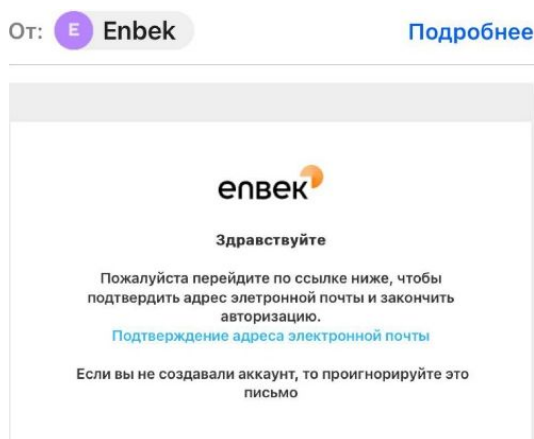 От: E Enbek Подробнее
enbek
Здравствуйте
Пожалуйста перейдите по ссылке ниже, чтобы
подтвердить адрес элетронной почты и закончить
авторизацию.
Подтверждение адреса электронной почты
Если вы не создавали аккаунт, то проигнорируйте это
письмо